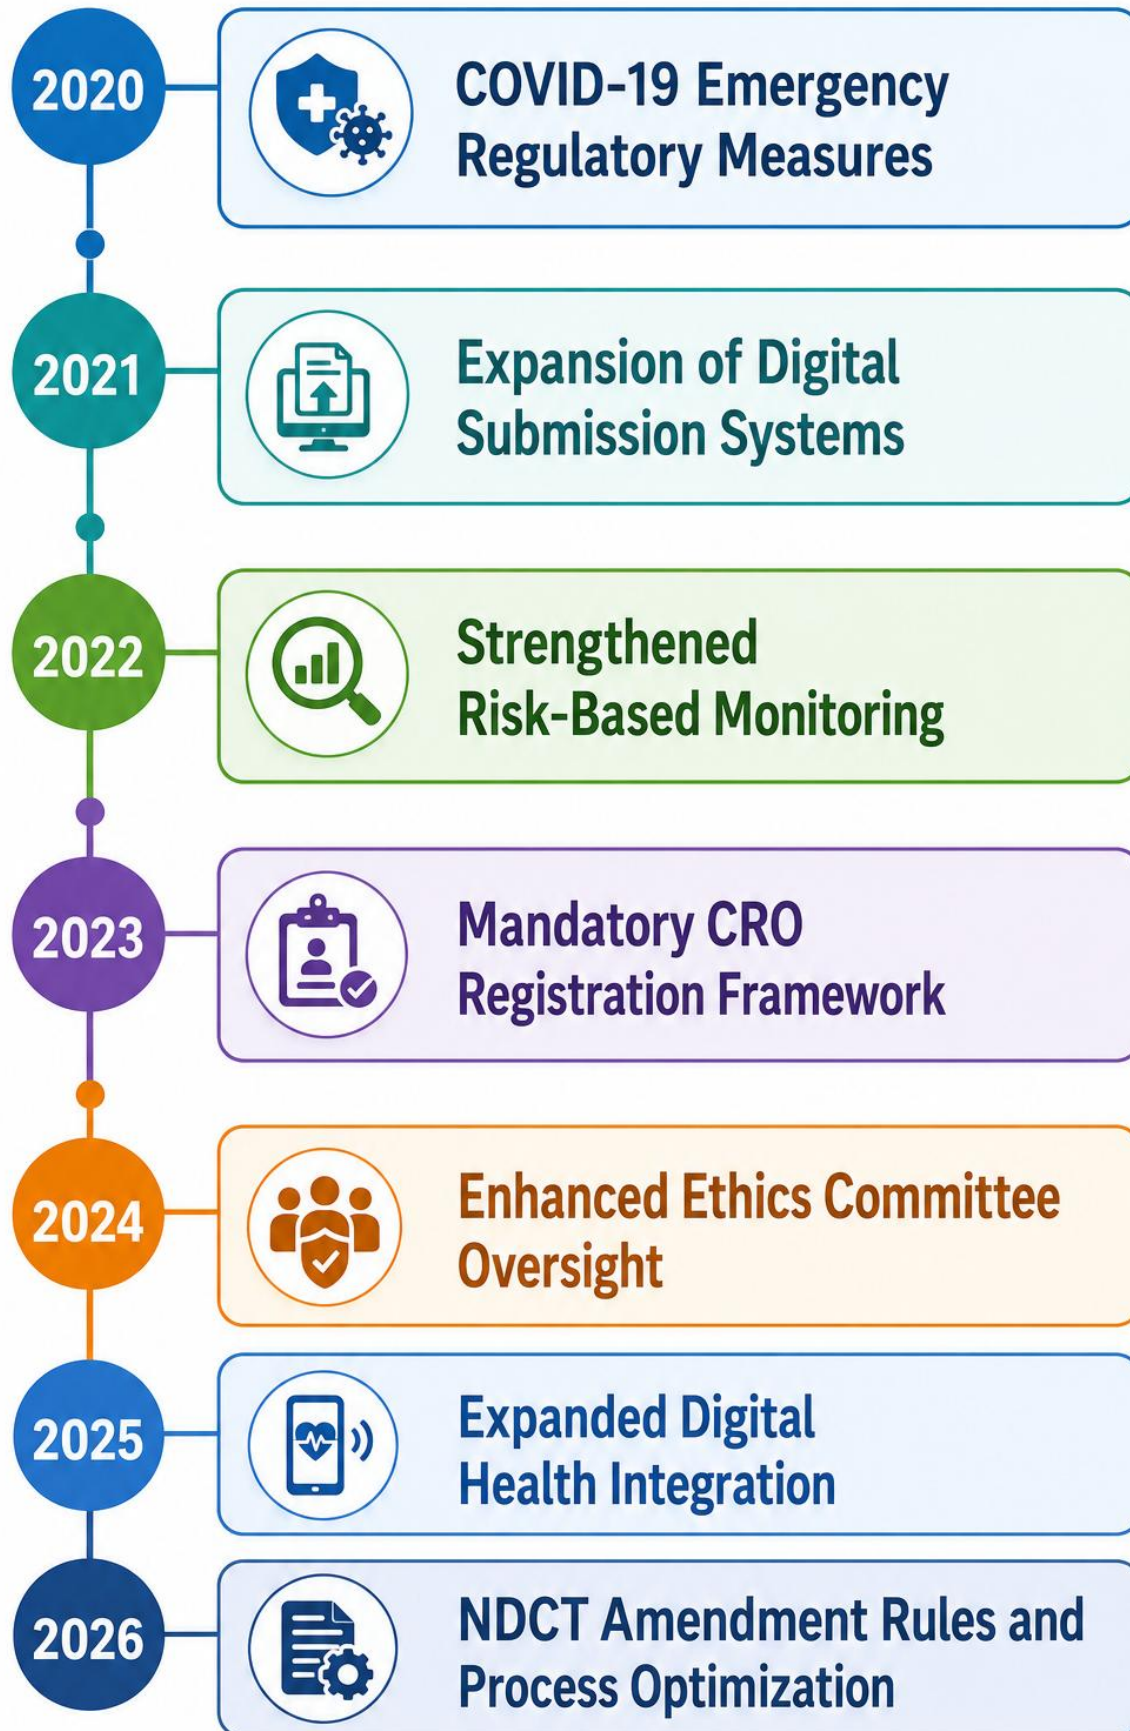 2020
COVID-19 Emergency
Regulatory Measures
2021
Expansion of Digital
Submission Systems
2022
Strengthened
Risk-Based Monitoring
2023
Mandatory CRO
Registration Framework
2024
Enhanced Ethics Committee
Oversight
2025
Expanded Digital
Health Integration
2026
NDCT Amendment Rules and
Process Optimization